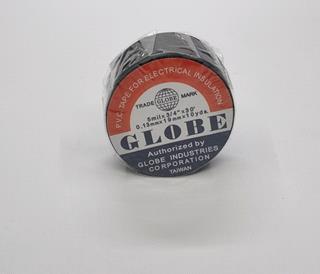 P.V.C. TAPE FOR ELECTRICAL INSULATION
TRADE GLOBE MARK
5mil×3/4"×30'
0.13mm×19mm×10yds.
GLOBE
Authorized by
GLOBE INDUSTRIES
CORPORATION
TAIWAN